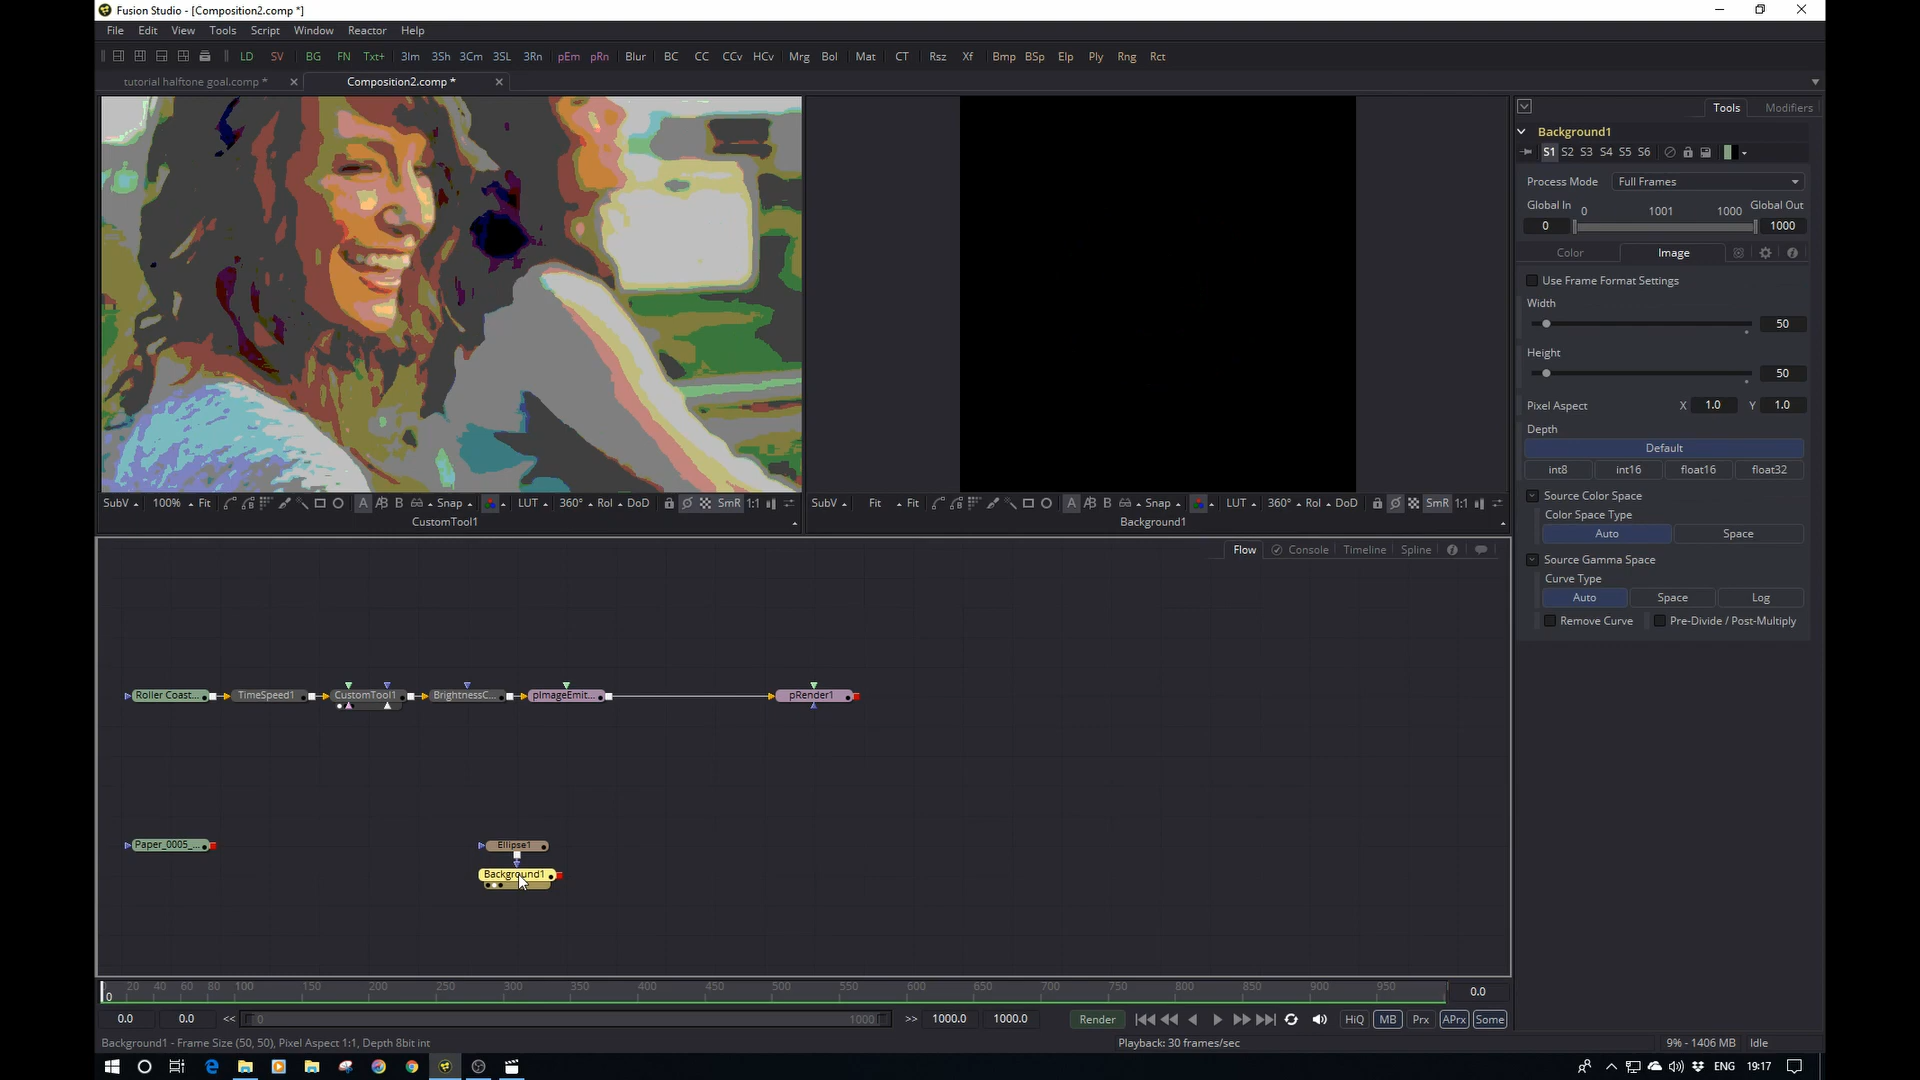 Fusion Studio - [Composition2.comp *]
File Edit View Tools Script Window Reactor Help
LD SV BG FN Txt+ 3Im 3Sh 3Cm 3SL 3Rn pEm pRn Blur BC CC CCv HCv Mrg Bol Mat CT Rsz Xf Bmp BSp Elp Ply Rng Rct
tutorial halftone goal.comp * Composition2.comp *
Tools Modifiers
Background1
S1 S2 S3 S4 S5 S6
Process Mode Full Frames
Global In 0 1001 1000 Global Out
0 1000
Color Image
Use Frame Format Settings
Width
50
Height
50
Pixel Aspect X 1.0 Y 1.0
Depth
Default
int8 int16 float16 float32
Source Color Space
Color Space Type
Auto Space
Source Gamma Space
Curve Type
Auto Space Log
Remove Curve Pre-Divide / Post-Multiply
SubV 100% Fit A B Snap LUT 360° RoI DoD SmR 1:1
CustomTool1
SubV Fit Fit A B Snap LUT 360° RoI DoD SmR 1:1
Background1
Flow Console Timeline Spline
Roller Coast... TimeSpeed1 CustomTool1 BrightnessC... pImageEmit... pRender1
Paper_0005_... Ellipse1
Background1
0 20 40 60 80 100 150 200 250 300 350 400 450 500 550 600 650 700 750 800 850 900 950 0.0
0.0 0.0 << 0 1000 >> 1000.0 1000.0 Render HiQ MB Prx APrx Some
Background1 - Frame Size (50, 50), Pixel Aspect 1:1, Depth 8bit int Playback: 30 frames/sec 9% - 1406 MB Idle
ENG 19:17